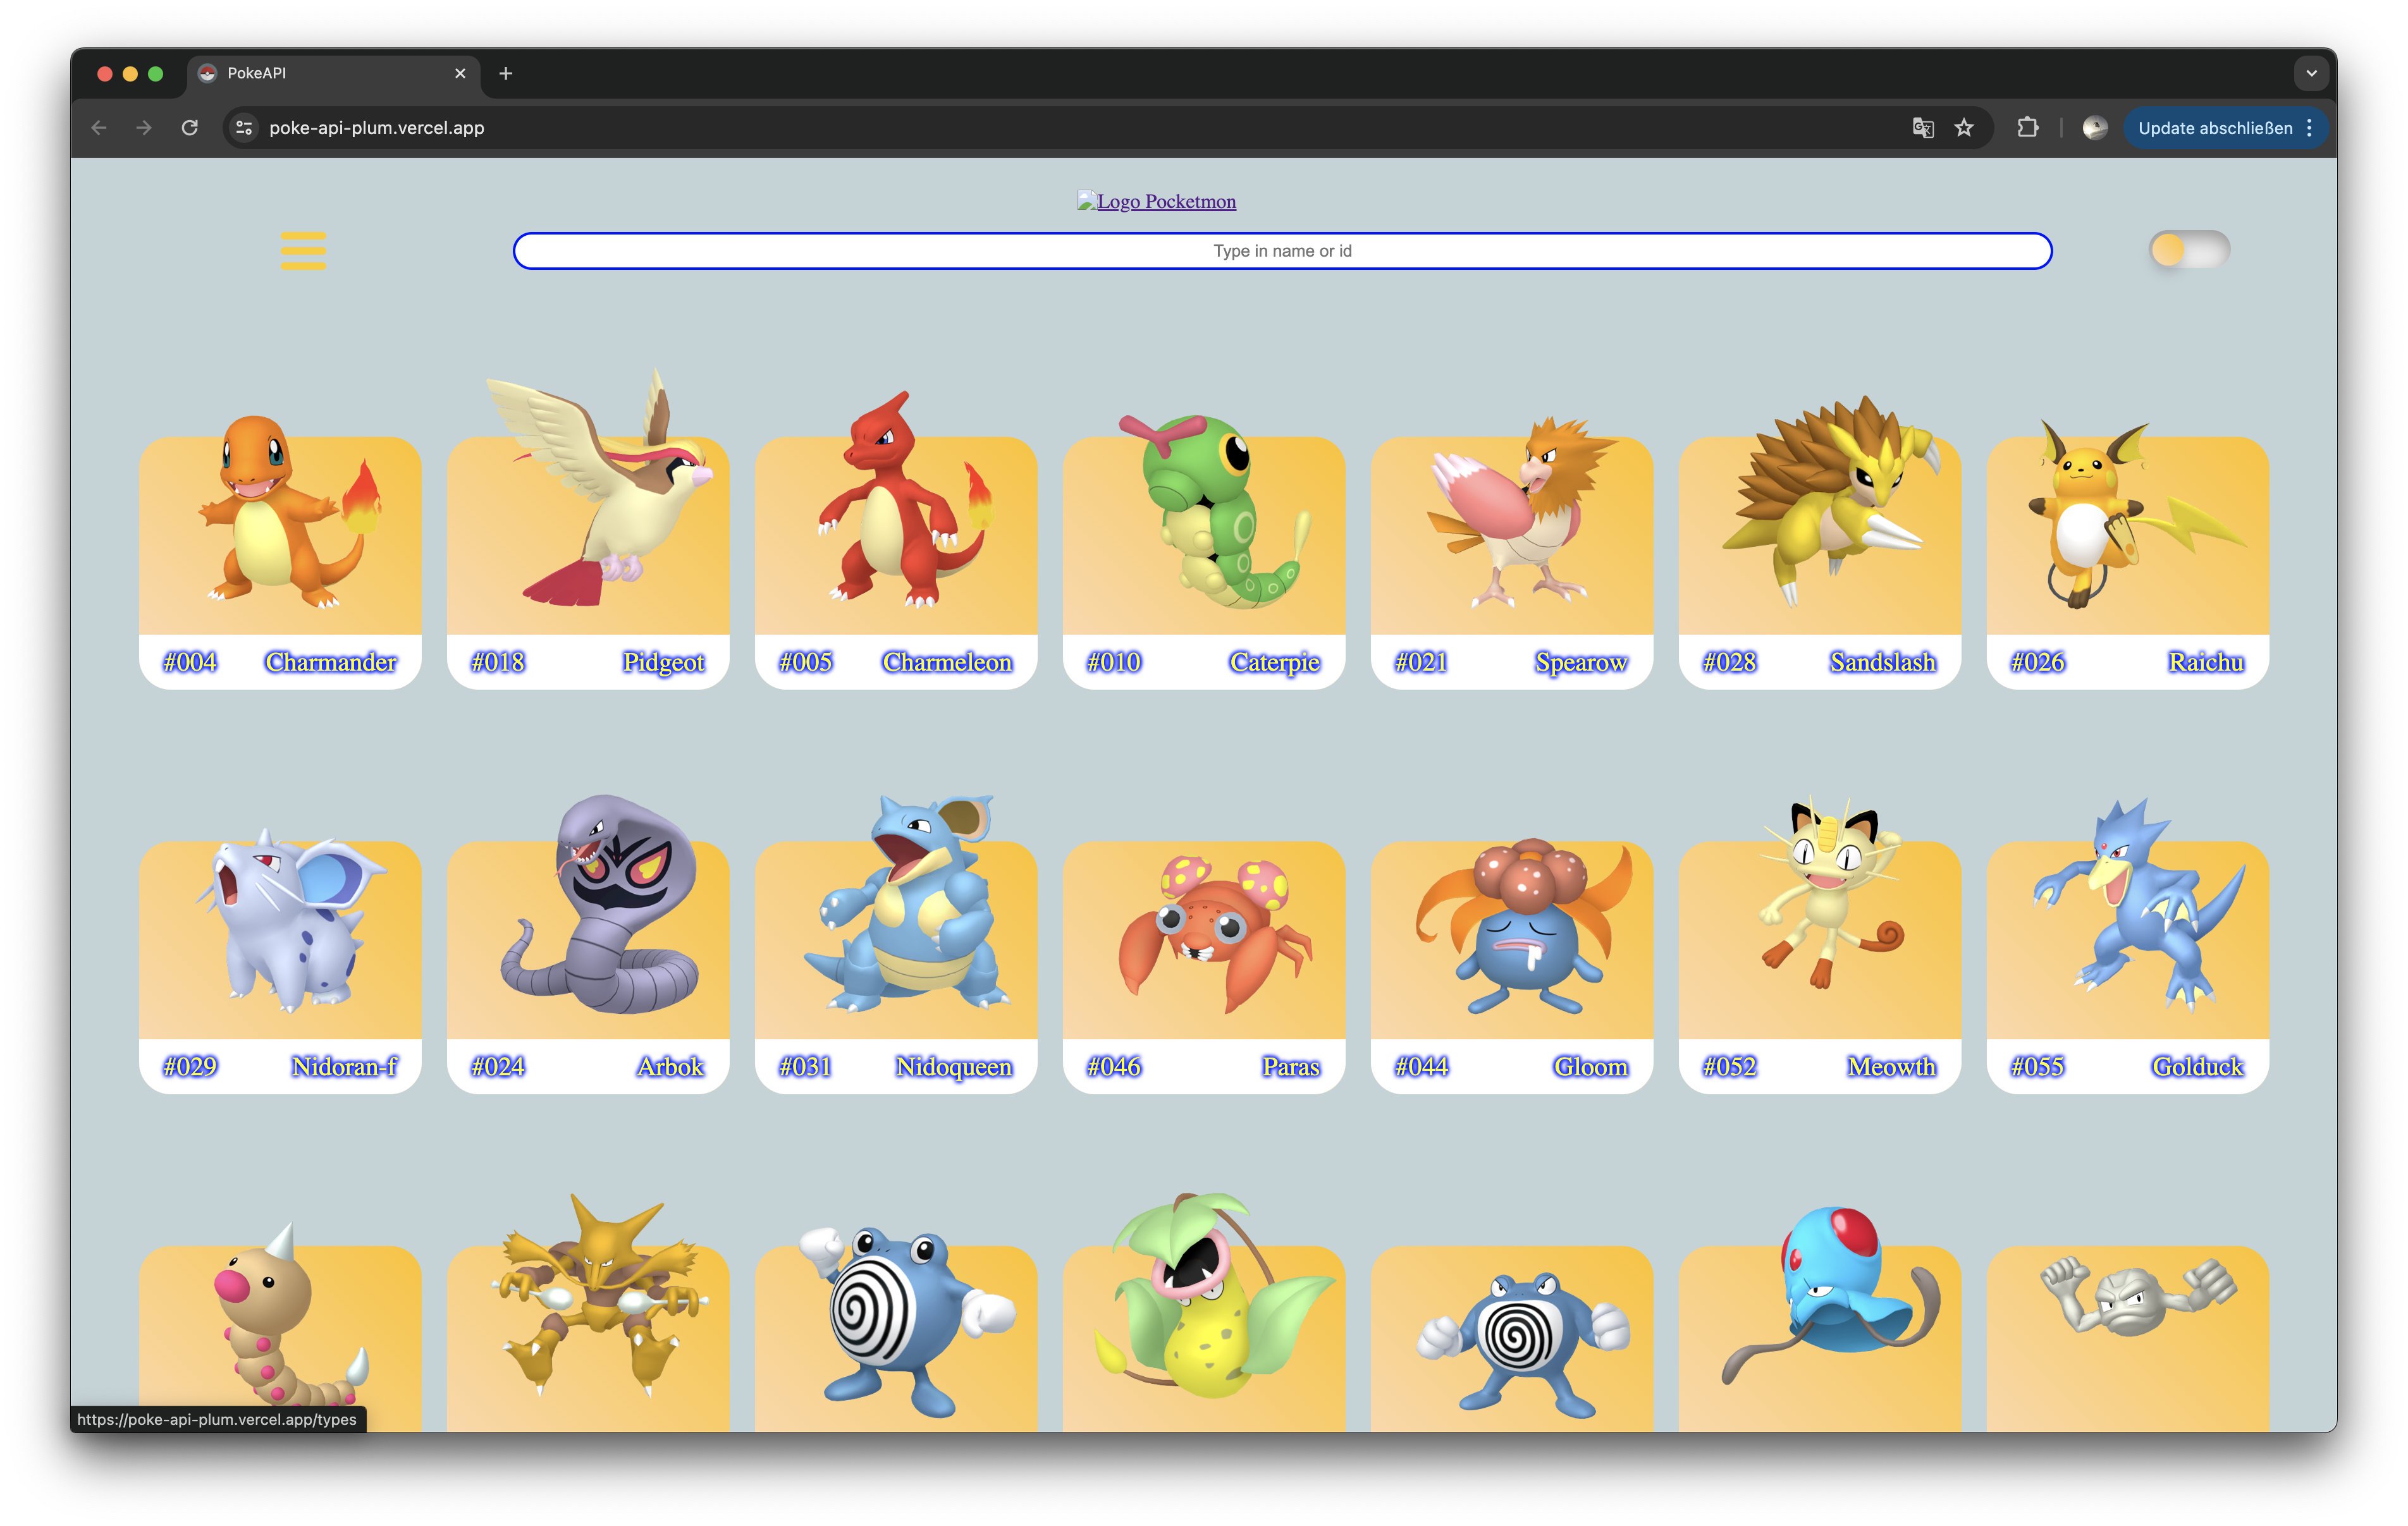 PokeAPI
poke-api-plum.vercel.app
Update abschließen
Logo Pocketmon
Type in name or id
#004 Charmander
#018 Pidgeot
#005 Charmeleon
#010 Caterpie
#021 Spearow
#028 Sandslash
#026 Raichu
#029 Nidoran-f
#024 Arbok
#031 Nidoqueen
#046 Paras
#044 Gloom
#052 Meowth
#055 Golduck
https://poke-api-plum.vercel.app/types